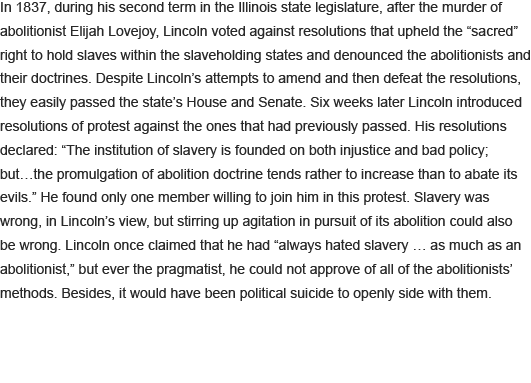 In 1837, during his second term in the Illinois state legislature, after the murder of
abolitionist Elijah Lovejoy, Lincoln voted against resolutions that upheld the “sacred”
right to hold slaves within the slaveholding states and denounced the abolitionists and
their doctrines. Despite Lincoln’s attempts to amend and then defeat the resolutions,
they easily passed the state’s House and Senate. Six weeks later Lincoln introduced
resolutions of protest against the ones that had previously passed. His resolutions
declared: “The institution of slavery is founded on both injustice and bad policy;
but…the promulgation of abolition doctrine tends rather to increase than to abate its
evils.” He found only one member willing to join him in this protest. Slavery was
wrong, in Lincoln’s view, but stirring up agitation in pursuit of its abolition could also
be wrong. Lincoln once claimed that he had “always hated slavery … as much as an
abolitionist,” but ever the pragmatist, he could not approve of all of the abolitionists’
methods. Besides, it would have been political suicide to openly side with them.